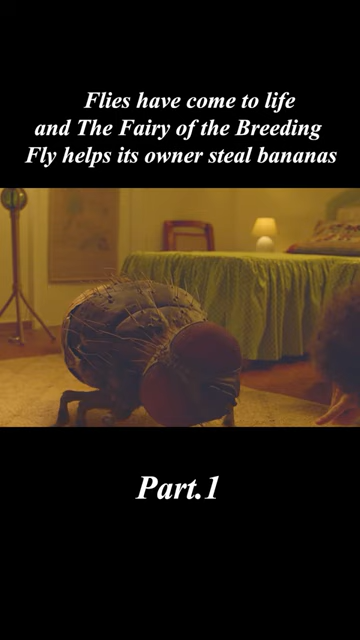 Flies have come to life
and The Fairy of the Breeding
Fly helps its owner steal bananas
Part.1